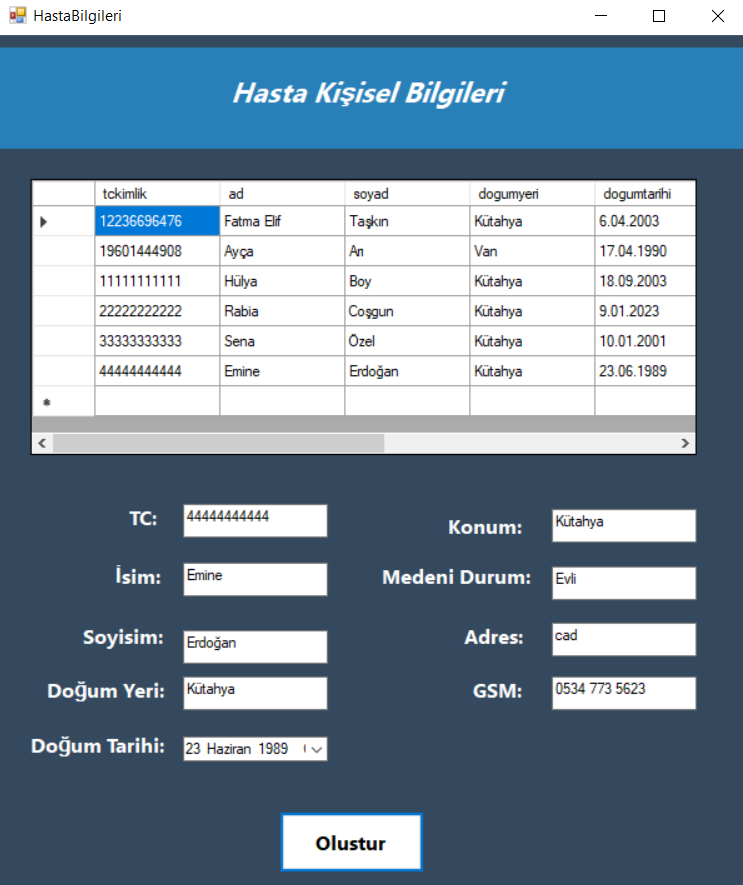 HastaBilgileri
Hasta Kişisel Bilgileri
tckimlik ad soyad dogumyeri dogumtarihi
12236696476 Fatma Elif Taşkın Kütahya 6.04.2003
19601444908 Ayça Arı Van 17.04.1990
11111111111 Hülya Boy Kütahya 18.09.2003
22222222222 Rabia Coşgun Kütahya 9.01.2023
33333333333 Sena Özel Kütahya 10.01.2001
44444444444 Emine Erdoğan Kütahya 23.06.1989
TC: 44444444444 Konum: Kütahya
İsim: Emine Medeni Durum: Evli
Soyisim: Erdoğan Adres: cad
Doğum Yeri: Kütahya GSM: 0534 773 5623
Doğum Tarihi: 23 Haziran 1989
Olustur